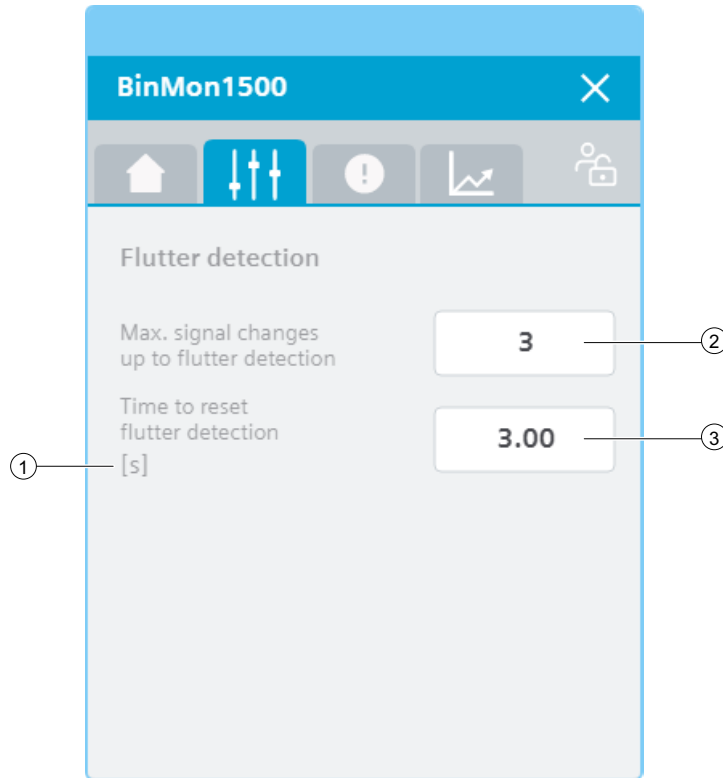 BinMon1500
Flutter detection
Max. signal changes
up to flutter detection
3
②
Time to reset
flutter detection
[s]
3.00
③
①